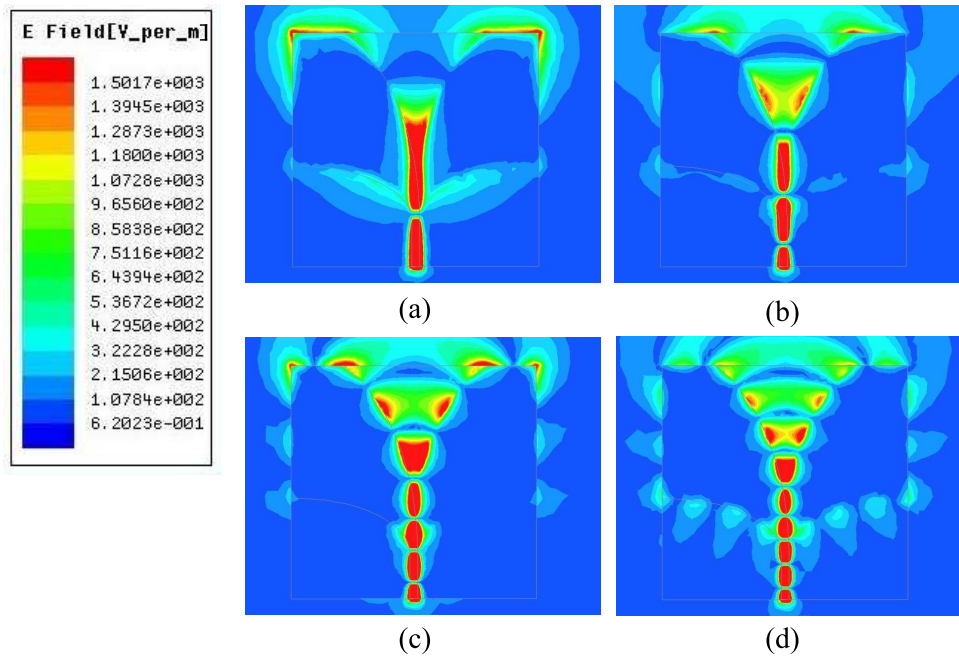 E Field[V_per_m]
1.5017e+003
1.3945e+003
1.2873e+003
1.1800e+003
1.0728e+003
9.6560e+002
8.5838e+002
7.5116e+002
6.4394e+002
5.3672e+002
4.2950e+002
3.2228e+002
2.1506e+002
1.0784e+002
6.2023e-001
(a)
(b)
(c)
(d)